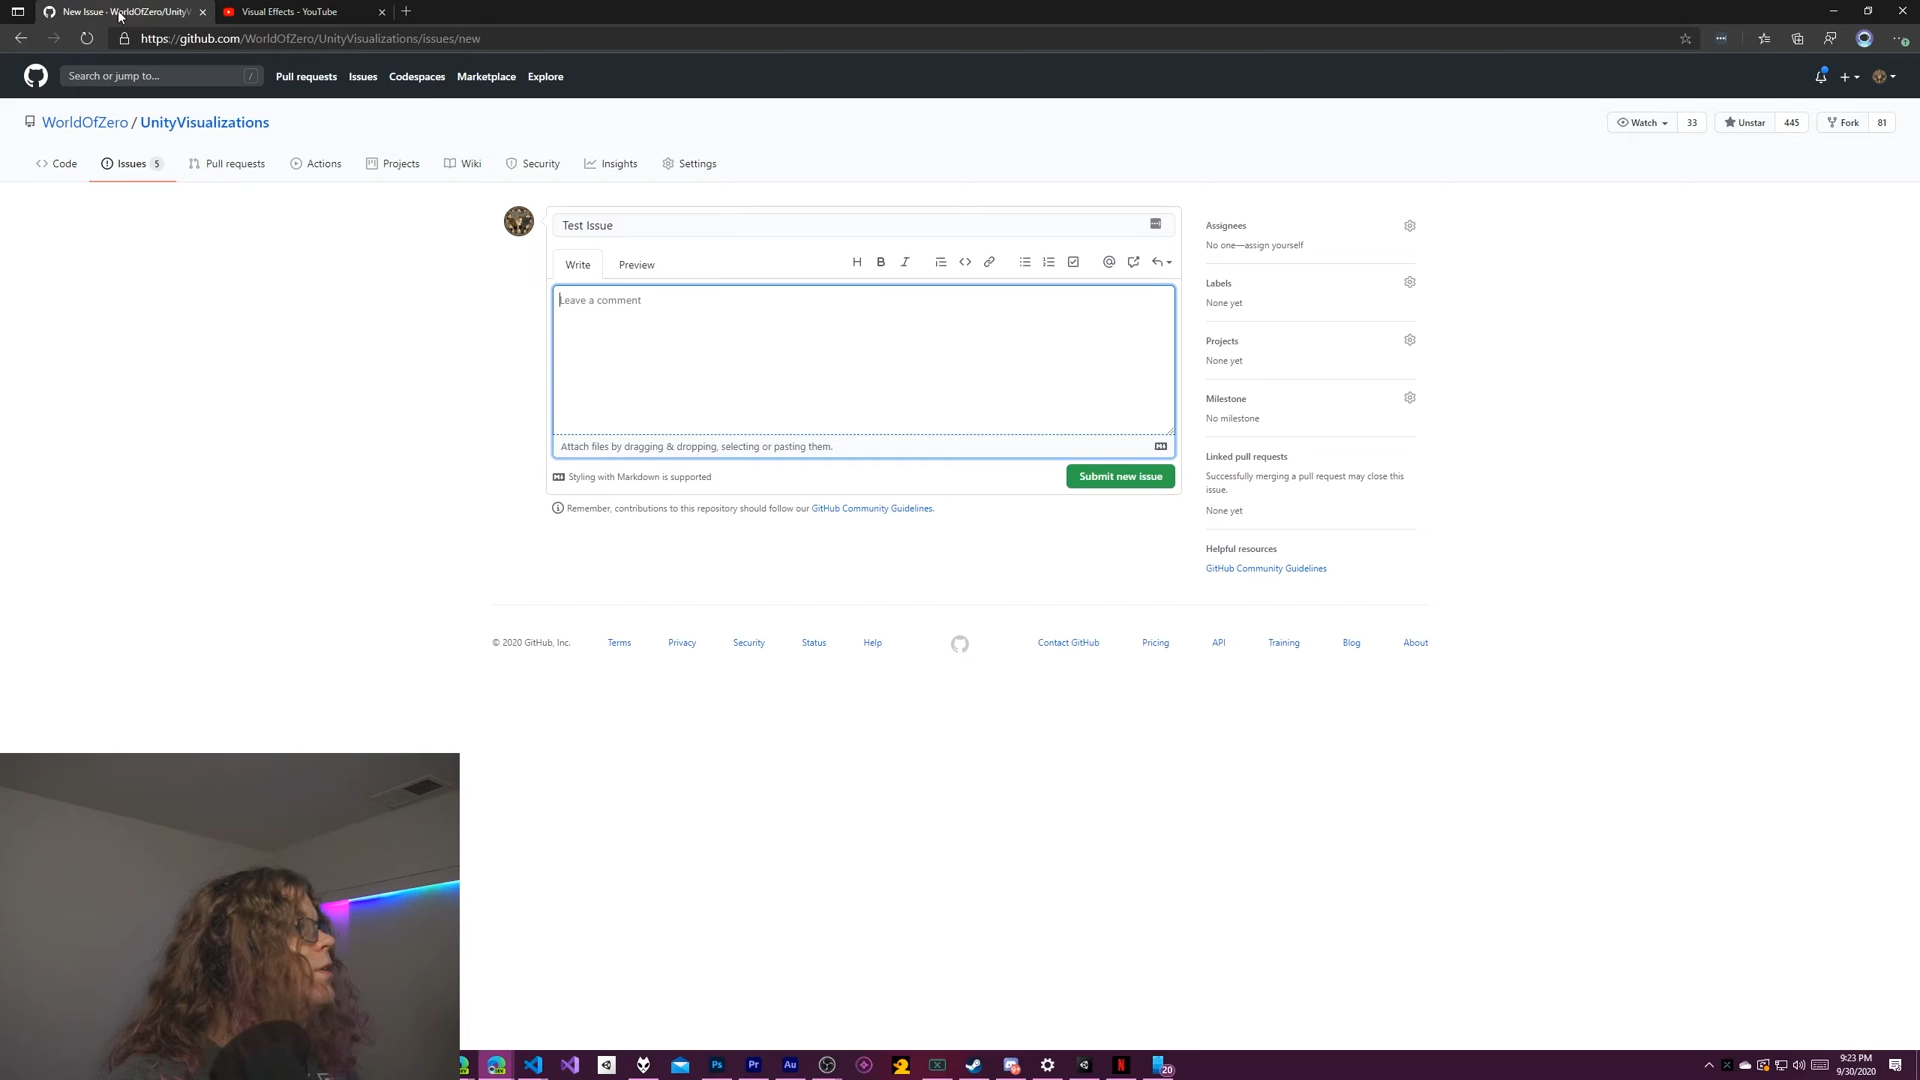 New Issue · WorldOfZero/UnityV
Visual Effects - YouTube
https://github.com/WorldOfZero/UnityVisualizations/issues/new
Search or jump to...
/
Pull requests
Issues
Codespaces
Marketplace
Explore
WorldOfZero / UnityVisualizations
Watch
33
Unstar
445
Fork
81
Code
Issues 5
Pull requests
Actions
Projects
Wiki
Security
Insights
Settings
Test Issue
Write
Preview
H
B
I
Leave a comment
Attach files by dragging & dropping, selecting or pasting them.
Styling with Markdown is supported
Submit new issue
Remember, contributions to this repository should follow our GitHub Community Guidelines.
Assignees
No one—assign yourself
Labels
None yet
Projects
None yet
Milestone
No milestone
Linked pull requests
Successfully merging a pull request may close this
issue.
None yet
Helpful resources
GitHub Community Guidelines
© 2020 GitHub, Inc.
Terms
Privacy
Security
Status
Help
Contact GitHub
Pricing
API
Training
Blog
About
Ps
Pr
Au
2
X
N
20
9:23 PM
9/30/2020